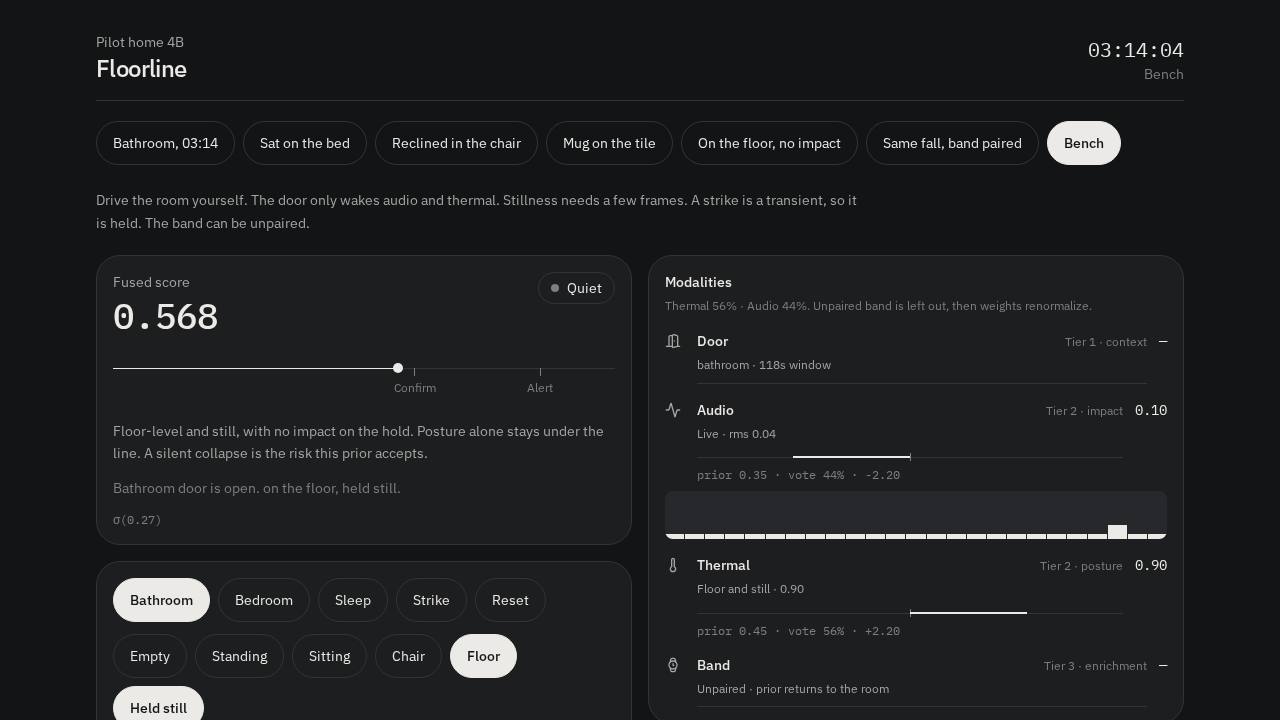 Pilot home 4B
Floorline
03:14:04
Bench
Bathroom, 03:14
Sat on the bed
Reclined in the chair
Mug on the tile
On the floor, no impact
Same fall, band paired
Bench
Drive the room yourself. The door only wakes audio and thermal. Stillness needs a few frames. A strike is a transient, so it
is held. The band can be unpaired.
Fused score
0.568
Quiet
Confirm
Alert
Floor-level and still, with no impact on the hold. Posture alone stays under the
line. A silent collapse is the risk this prior accepts.
Bathroom door is open. on the floor, held still.
σ(0.27)
Bathroom
Bedroom
Sleep
Strike
Reset
Empty
Standing
Sitting
Chair
Floor
Held still
Modalities
Thermal 56% · Audio 44%. Unpaired band is left out, then weights renormalize.
Door
Tier 1 · context
—
bathroom · 118s window
Audio
Tier 2 · impact
0.10
Live · rms 0.04
prior 0.35 · vote 44% · -2.20
Thermal
Tier 2 · posture
0.90
Floor and still · 0.90
prior 0.45 · vote 56% · +2.20
Band
Tier 3 · enrichment
—
Unpaired · prior returns to the room